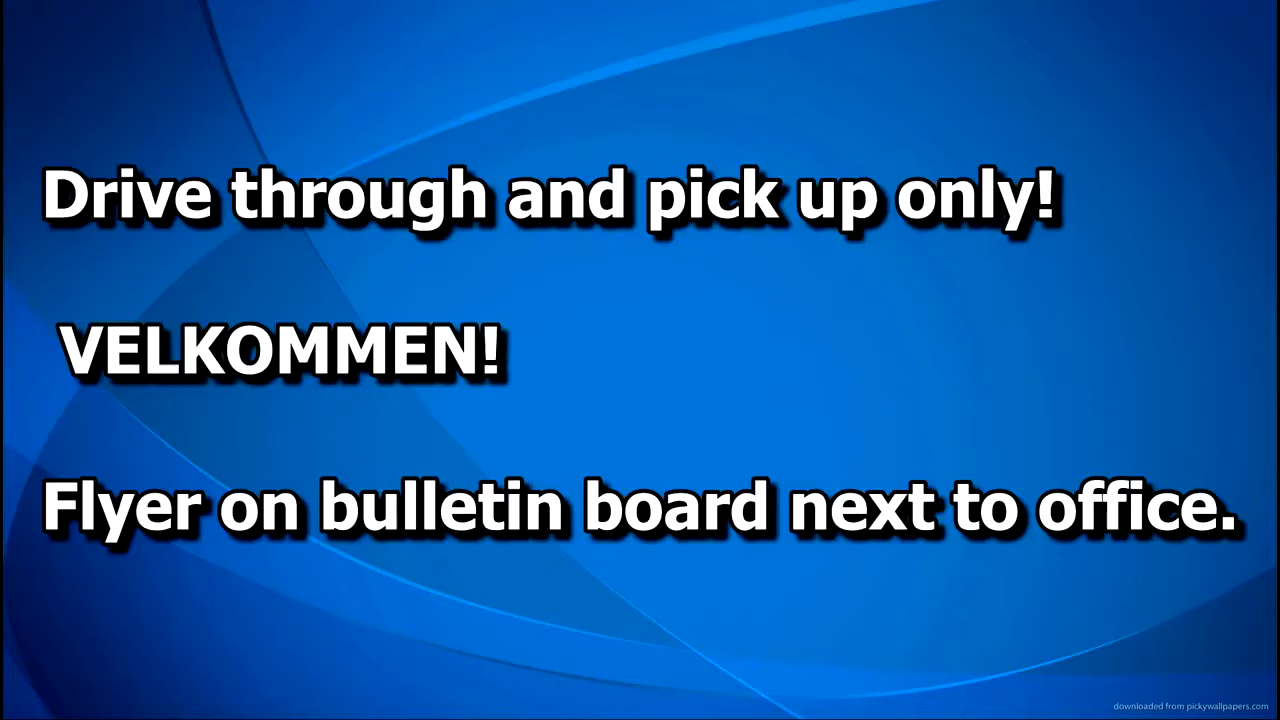 Drive through and pick up only!
VELKOMMEN!
Flyer on bulletin board next to office.
downloaded from pickywallpapers.com